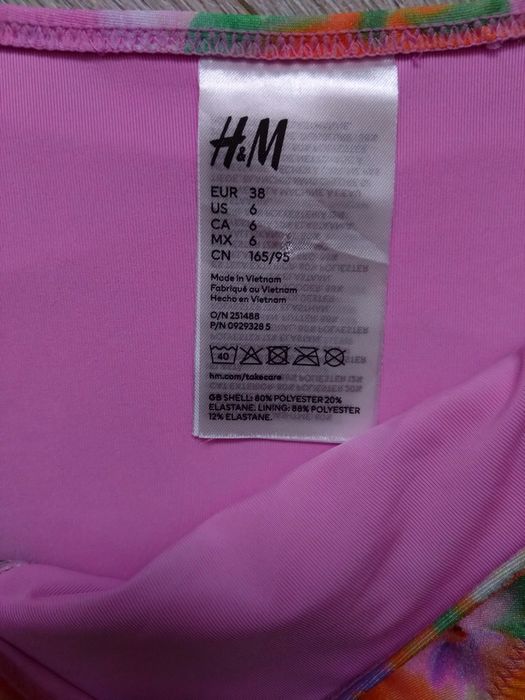 H&M
EUR 38
US 6
CA 6
MX 6
CN 165/95
Made in Vietnam
Fabriqué au Vietnam
Hecho en Vietnam
O/N 251488
P/N 0929328 5
40
hm.com/takecare
GB SHELL: 80% POLYESTER 20%
ELASTANE. LINING: 88% POLYESTER
12% ELASTANE.